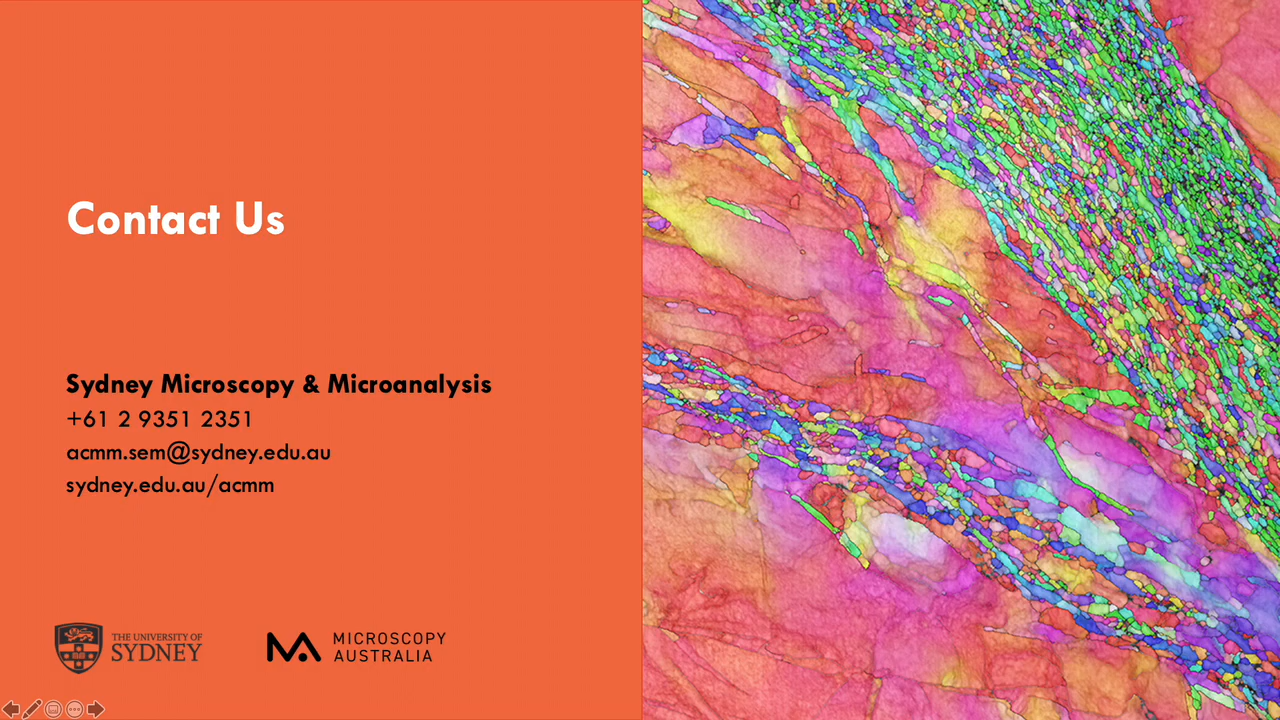 Contact Us
Sydney Microscopy & Microanalysis
+61 2 9351 2351
acmm.sem@sydney.edu.au
sydney.edu.au/acmm
THE UNIVERSITY OF
SYDNEY
MICROSCOPY
AUSTRALIA